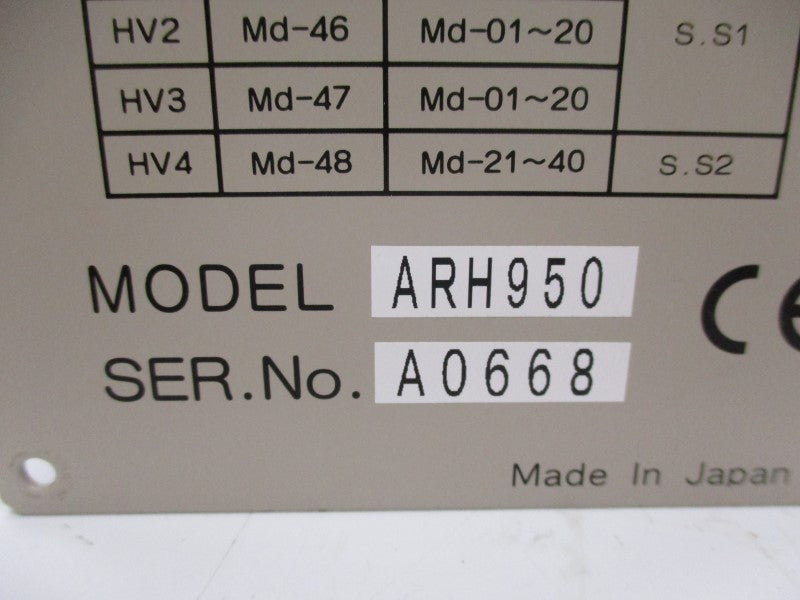 HV2 Md-46 Md-01~20 S.S1
HV3 Md-47 Md-01~20
HV4 Md-48 Md-21~40 S.S2
MODEL ARH950 CE
SER.No. A0668
Made In Japan